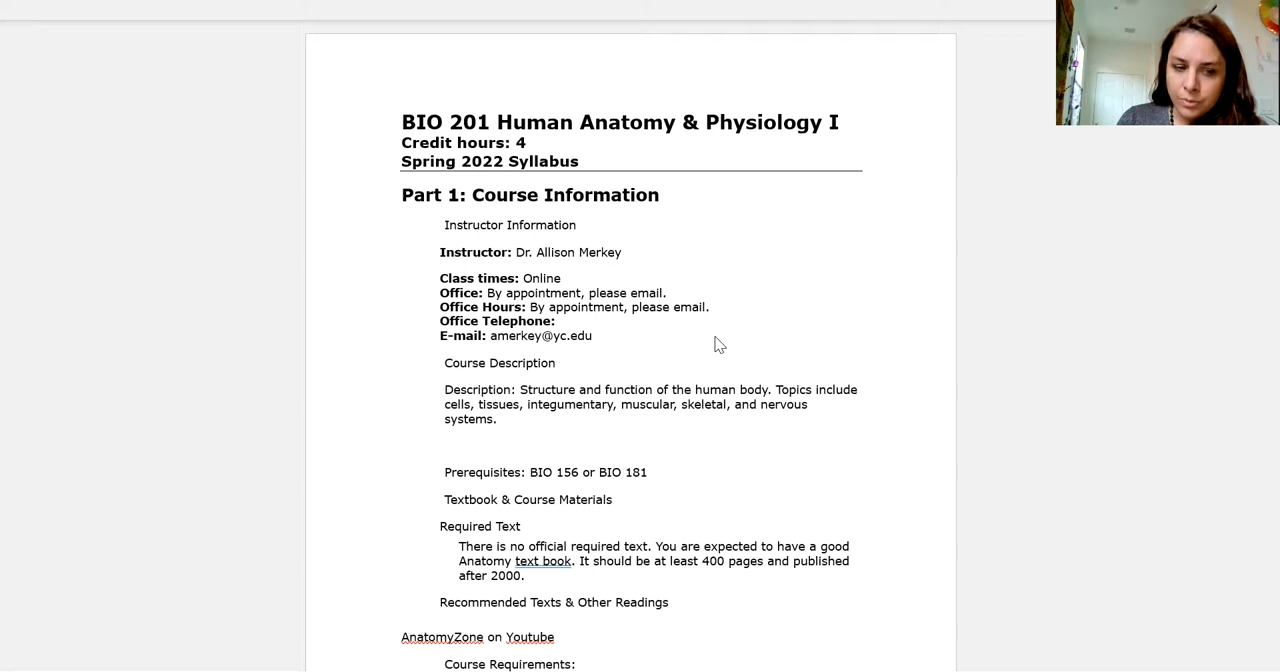 BIO 201 Human Anatomy & Physiology I
Credit hours: 4
Spring 2022 Syllabus
Part 1: Course Information
Instructor Information
Instructor: Dr. Allison Merkey
Class times: Online
Office: By appointment, please email.
Office Hours: By appointment, please email.
Office Telephone:
E-mail: amerkey@yc.edu
Course Description
Description: Structure and function of the human body. Topics include
cells, tissues, integumentary, muscular, skeletal, and nervous
systems.
Prerequisites: BIO 156 or BIO 181
Textbook & Course Materials
Required Text
There is no official required text. You are expected to have a good
Anatomy text book. It should be at least 400 pages and published
after 2000.
Recommended Texts & Other Readings
AnatomyZone on Youtube
Course Requirements: